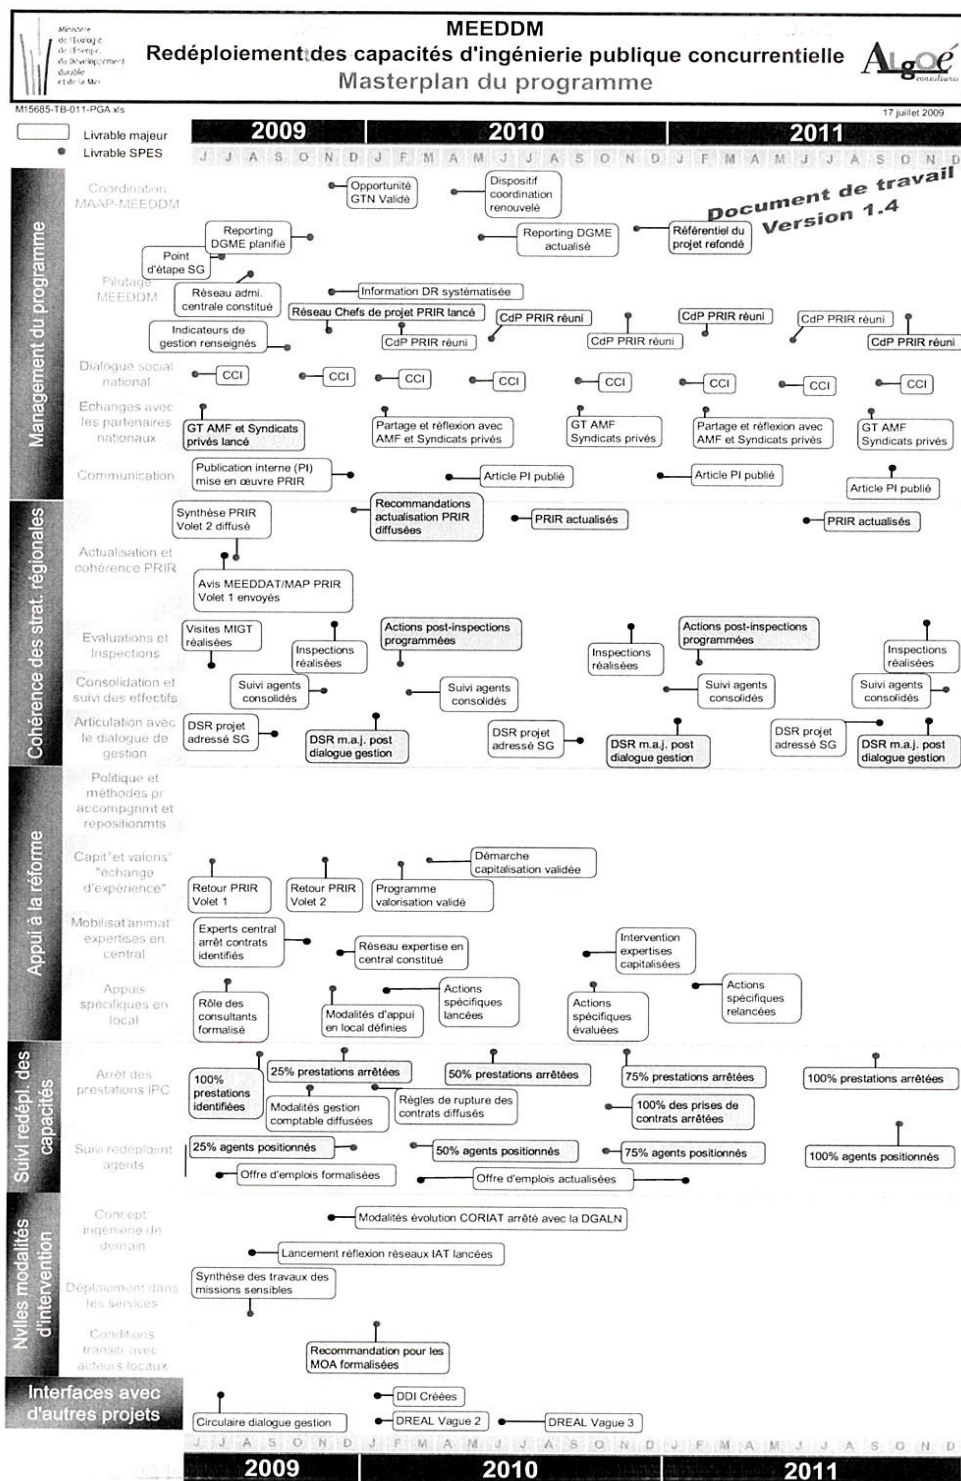 Ministère
de l'Ecologie
de l'Energie,
du Développement
durable
et de la Mer
MEEDDM
Redéploiement des capacités d'ingénierie publique concurrentielle
Masterplan du programme
ALgoé
consultants
M15685-TB-011-PGA.xls
17 juillet 2009
Livrable majeur
Livrable SPES
2009 2010 2011
J J A S O N D J F M A M J J A S O N D J F M A M J J A S O N D
Document de travail
Version 1.4
Management du programme
Coordination
MAAP-MEEDDM
Opportunité
GTN Validé
Dispositif
coordination
renouvelé
Pilotage
MEEDDM
Reporting
DGME planifié
Reporting DGME
actualisé
Référentiel du
projet refondé
Point
d'étape SG
Réseau admi.
centrale constitué
Information DR systématisée
Réseau Chefs de projet PRIR lancé
Indicateurs de
gestion renseignés
CdP PRIR réuni
CdP PRIR réuni
CdP PRIR réuni
CdP PRIR réuni
CdP PRIR réuni
CdP PRIR réuni
Dialogue social
national
CCI
CCI
CCI
CCI
CCI
CCI
CCI
CCI
Echanges avec
les partenaires
nationaux
GT AMF et Syndicats
privés lancé
Partage et réflexion avec
AMF et Syndicats privés
GT AMF
Syndicats privés
Partage et réflexion avec
AMF et Syndicats privés
GT AMF
Syndicats privés
Communication
Publication interne (PI)
mise en œuvre PRIR
Article PI publié
Article PI publié
Article PI publié
Cohérence des strat. régionales
Actualisation et
cohérence PRIR
Synthèse PRIR
Volet 2 diffusé
Recommandations
actualisation PRIR
diffusées
PRIR actualisés
PRIR actualisés
Avis MEEDDAT/MAP PRIR
Volet 1 envoyés
Evaluations et
Inspections
Visites MIGT
réalisées
Inspections
réalisées
Actions post-inspections
programmées
Inspections
réalisées
Actions post-inspections
programmées
Inspections
réalisées
Consolidation et
suivi des effectifs
Suivi agents
consolidés
Suivi agents
consolidés
Suivi agents
consolidés
Suivi agents
consolidés
Articulation avec
le dialogue de
gestion
DSR projet
adressé SG
DSR m.a.j. post
dialogue gestion
DSR projet
adressé SG
DSR m.a.j. post
dialogue gestion
DSR projet
adressé SG
DSR m.a.j. post
dialogue gestion
Appui à la réforme
Politique et
méthodes pr
accompgnmt et
repositionmts
Capit° et valoris°
"échange
d'expérience"
Retour PRIR
Volet 1
Retour PRIR
Volet 2
Programme
valorisation validé
Démarche
capitalisation validée
Mobilisat animat°
expertises en
central
Experts central
arrêt contrats
identifiés
Réseau expertise en
central constitué
Intervention
expertises
capitalisées
Appuis
spécifiques en
local
Rôle des
consultants
formalisé
Modalités d'appui
en local définies
Actions
spécifiques
lancées
Actions
spécifiques
évaluées
Actions
spécifiques
relancées
Suivi redépl. des
capacités
Arrêt des
prestations IPC
100%
prestations
identifiées
25% prestations arrêtées
50% prestations arrêtées
75% prestations arrêtées
100% prestations arrêtées
Modalités gestion
comptable diffusées
Règles de rupture des
contrats diffusés
100% des prises de
contrats arrêtées
Suivi redéploimt
agents
25% agents positionnés
50% agents positionnés
75% agents positionnés
100% agents positionnés
Offre d'emplois formalisées
Offre d'emplois actualisées
Nvlles modalités
d'intervention
Concept°
ingénierie de
demain
Modalités évolution CORIAT arrêté avec la DGALN
Lancement réflexion réseaux IAT lancées
Déploiement dans
les services
Synthèse des travaux des
missions sensibles
Conditions
transiti° avec
acteurs locaux
Recommandation pour les
MOA formalisées
Interfaces avec
d'autres projets
Circulaire dialogue gestion
DDI Créées
DREAL Vague 2
DREAL Vague 3
J J A S O N D J F M A M J J A S O N D J F M A M J J A S O N D
2009 2010 2011